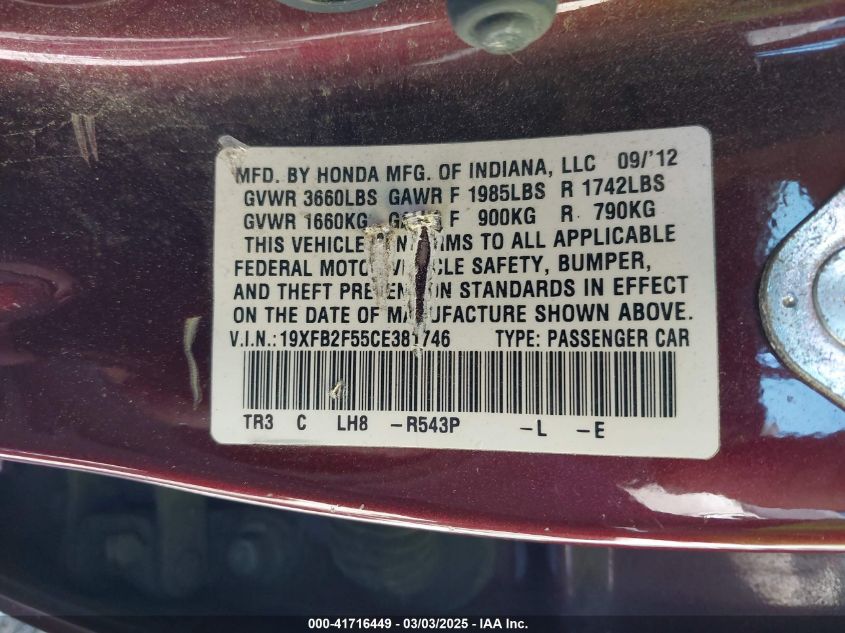 MFD. BY HONDA MFG. OF INDIANA, LLC 09/'12
GVWR 3660LBS GAWR F 1985LBS R 1742LBS
GVWR 1660KG F 900KG R 790KG
THIS VEHICLE TO ALL APPLICABLE
FEDERAL SAFETY, BUMPER,
AND THEFT STANDARDS IN EFFECT
ON THE DATE OF SHOWN ABOVE.
V.I.N.:19XFB2F55CE381746 TYPE: PASSENGER CAR
TR3 C LH8 -R543P -L -E
000-41716449 - 03/03/2025 - IAA Inc.